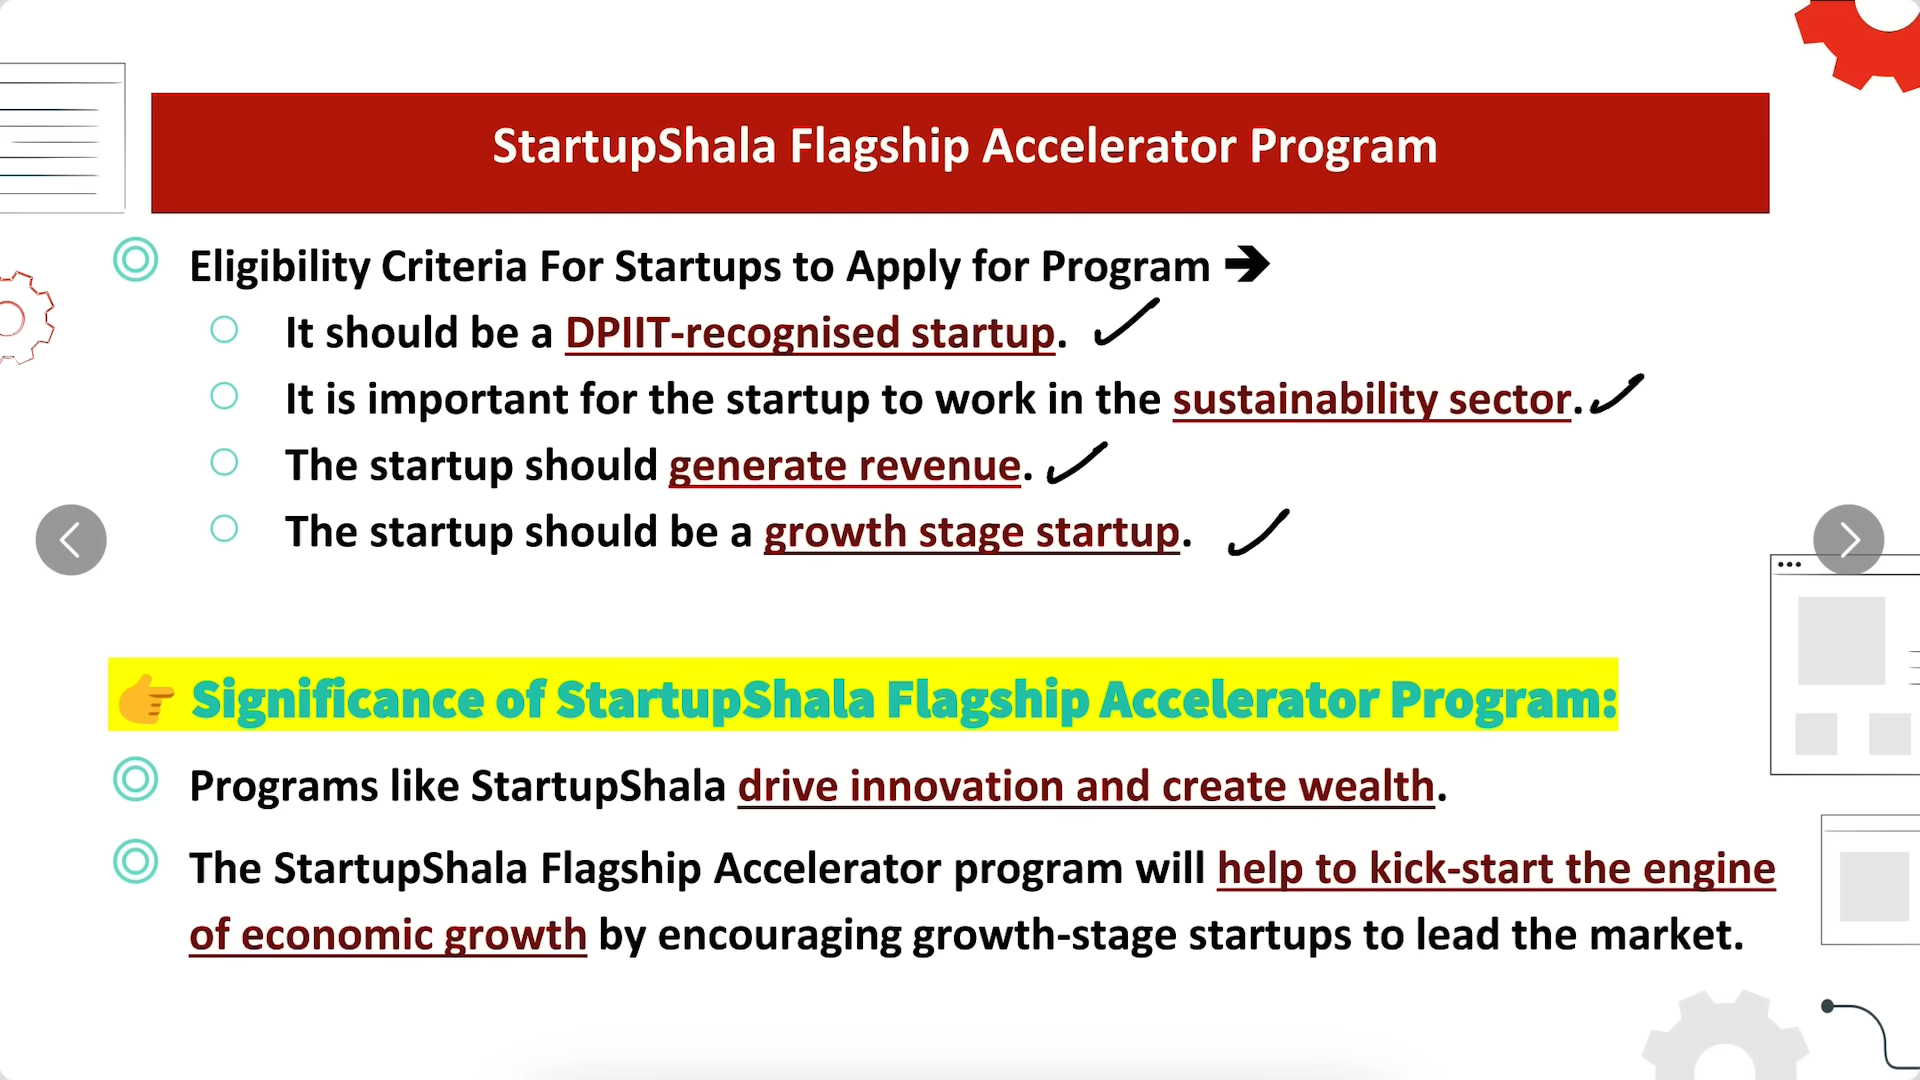 StartupShala Flagship Accelerator Program
Eligibility Criteria For Startups to Apply for Program ➔
It should be a DPIIT-recognised startup.
It is important for the startup to work in the sustainability sector.
The startup should generate revenue.
The startup should be a growth stage startup.
👉 Significance of StartupShala Flagship Accelerator Program:
Programs like StartupShala drive innovation and create wealth.
The StartupShala Flagship Accelerator program will help to kick-start the engine
of economic growth by encouraging growth-stage startups to lead the market.